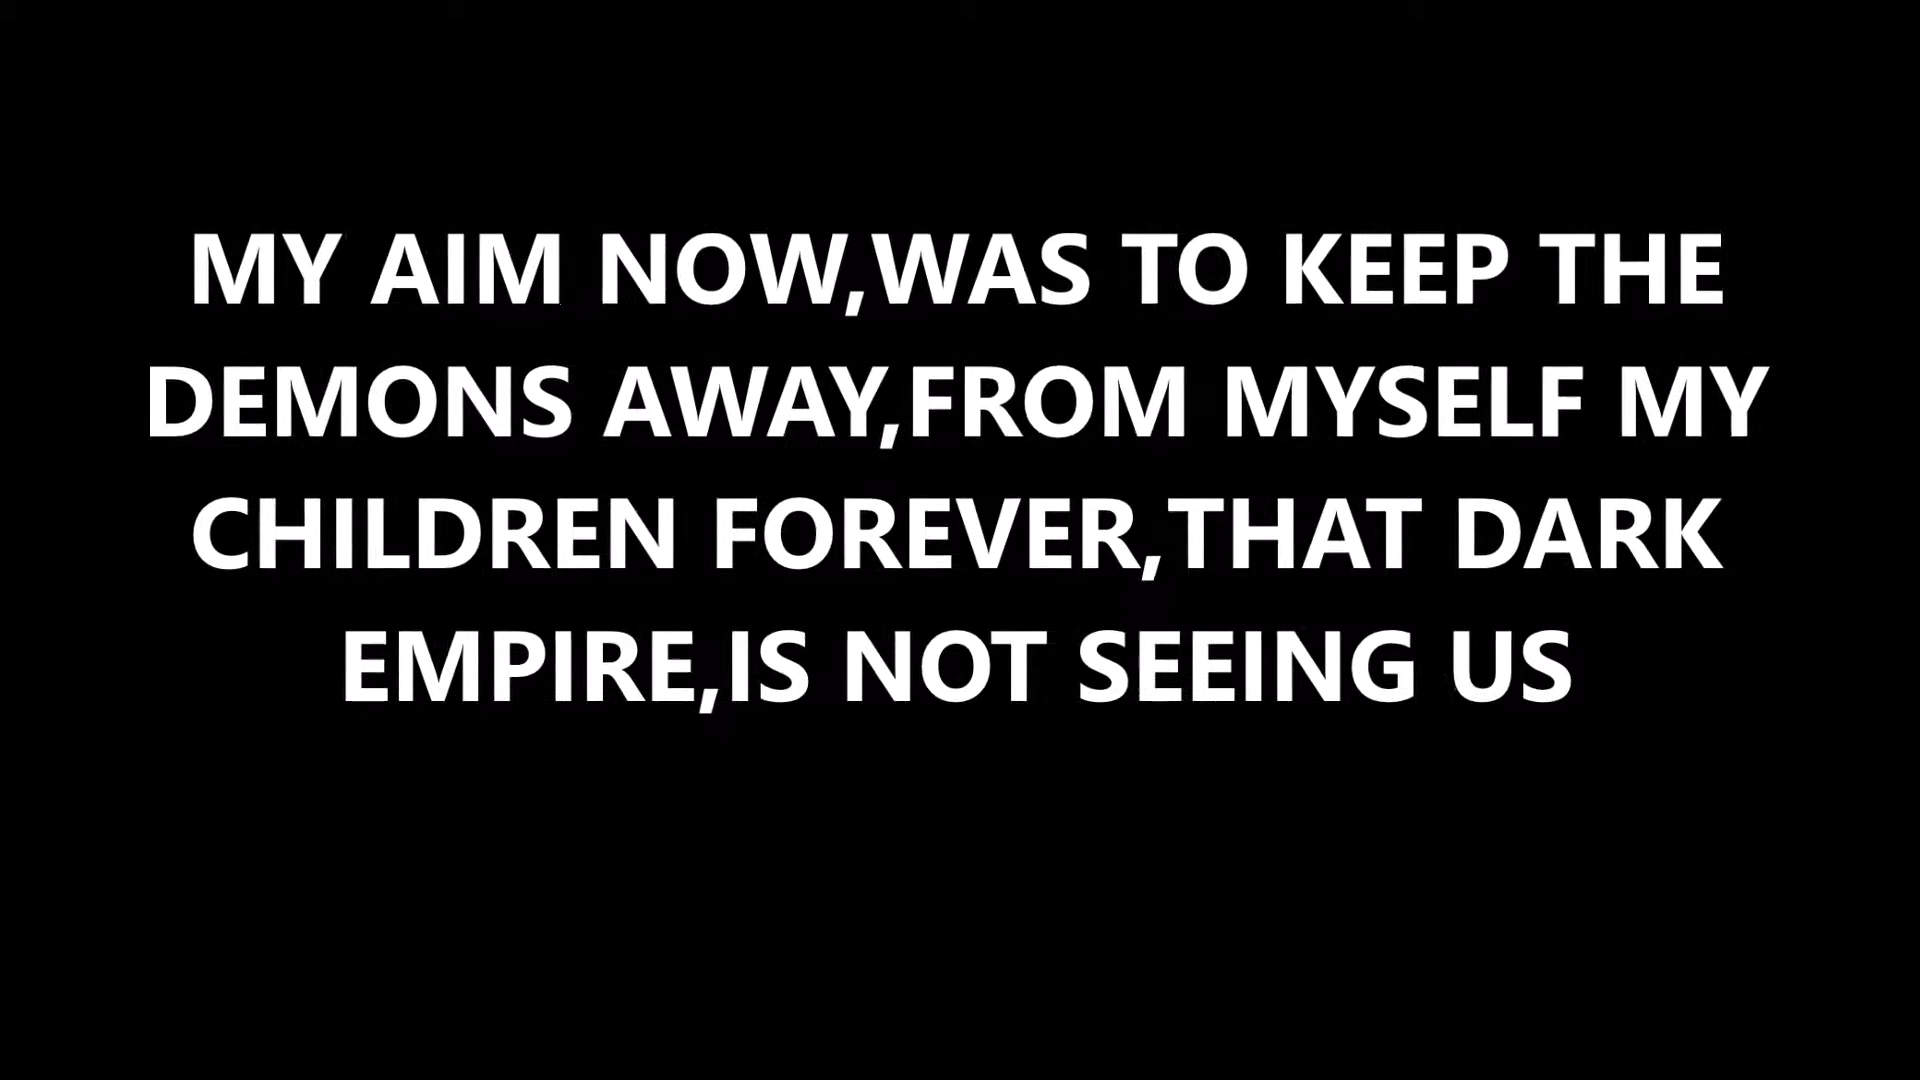 MY AIM NOW,WAS TO KEEP THE
DEMONS AWAY,FROM MYSELF MY
CHILDREN FOREVER,THAT DARK
EMPIRE,IS NOT SEEING US